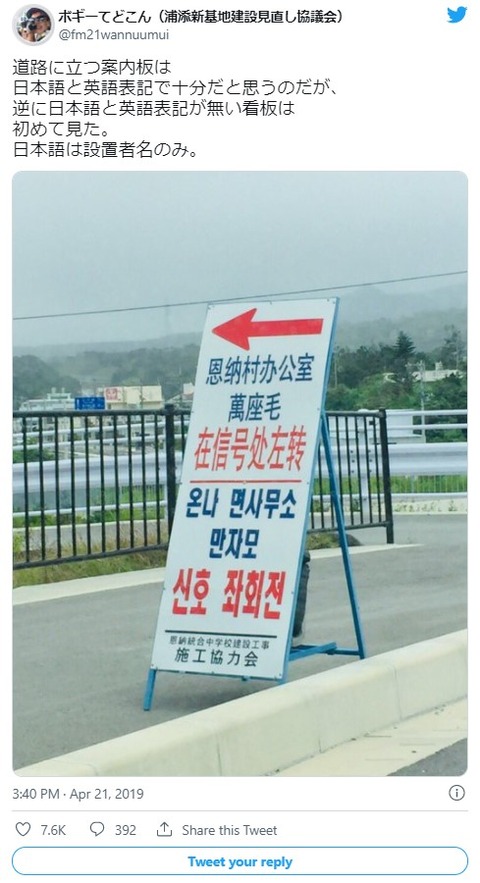 ボギーてどこん（浦添新基地建設見直し協議会）
@fm21wannuumui
道路に立つ案内板は
日本語と英語表記で十分だと思うのだが、
逆に日本語と英語表記が無い看板は
初めて見た。
日本語は設置者名のみ。
恩纳村办公室
萬座毛
在信号处左转
온나 면사무소
만자모
신호 좌회전
恩納統合中学校建設工事
施工協力会
3:40 PM · Apr 21, 2019
7.6K
392
Share this Tweet
Tweet your reply